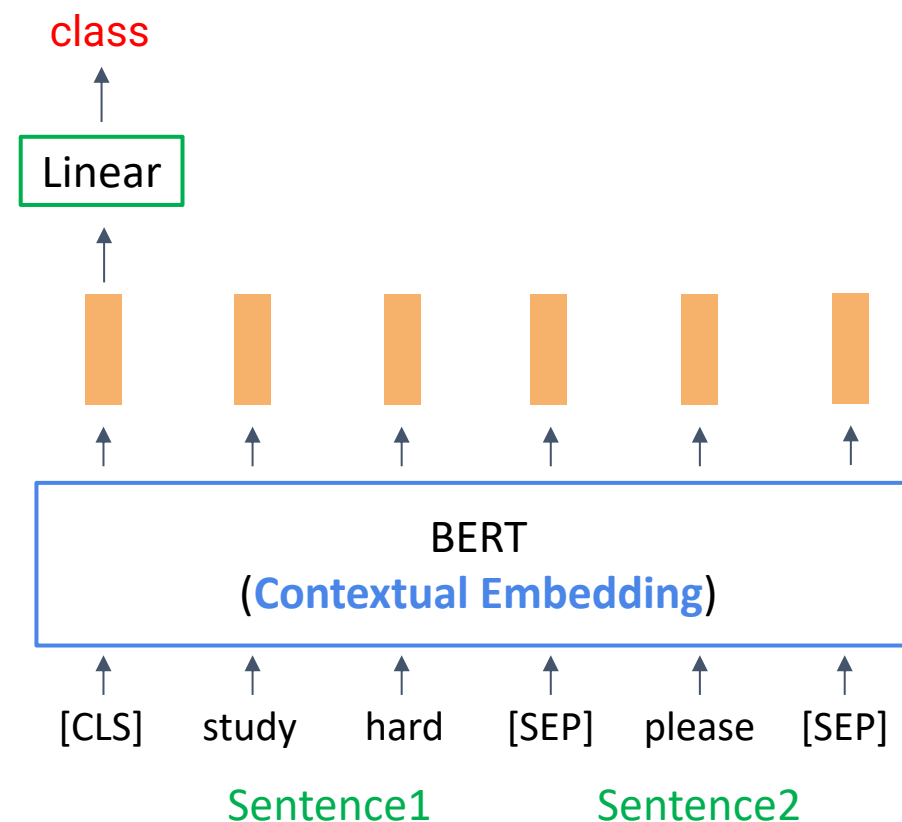 class
Linear
BERT
(Contextual Embedding)
[CLS] study hard [SEP] please [SEP]
Sentence1 Sentence2